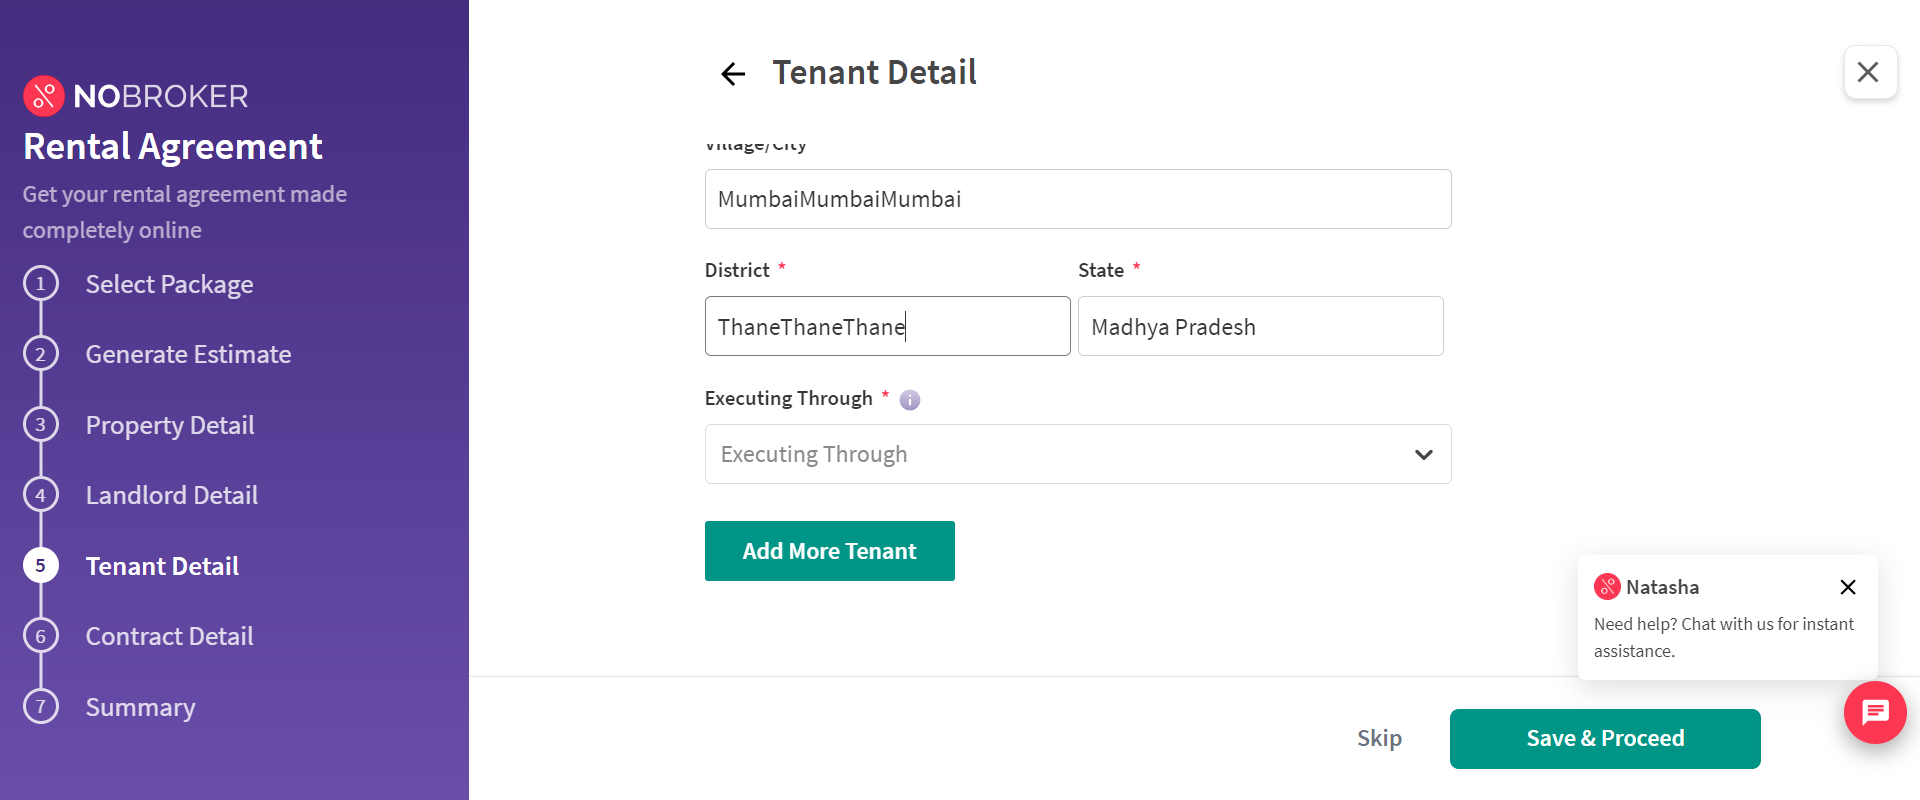 NOBROKER
Rental Agreement
Get your rental agreement made
completely online
1 Select Package
2 Generate Estimate
3 Property Detail
4 Landlord Detail
5 Tenant Detail
6 Contract Detail
7 Summary
Tenant Detail
Village/City
MumbaiMumbaiMumbai
District * State *
ThaneThaneThane Madhya Pradesh
Executing Through * i
Executing Through
Add More Tenant
Natasha
Need help? Chat with us for instant
assistance.
Skip Save & Proceed